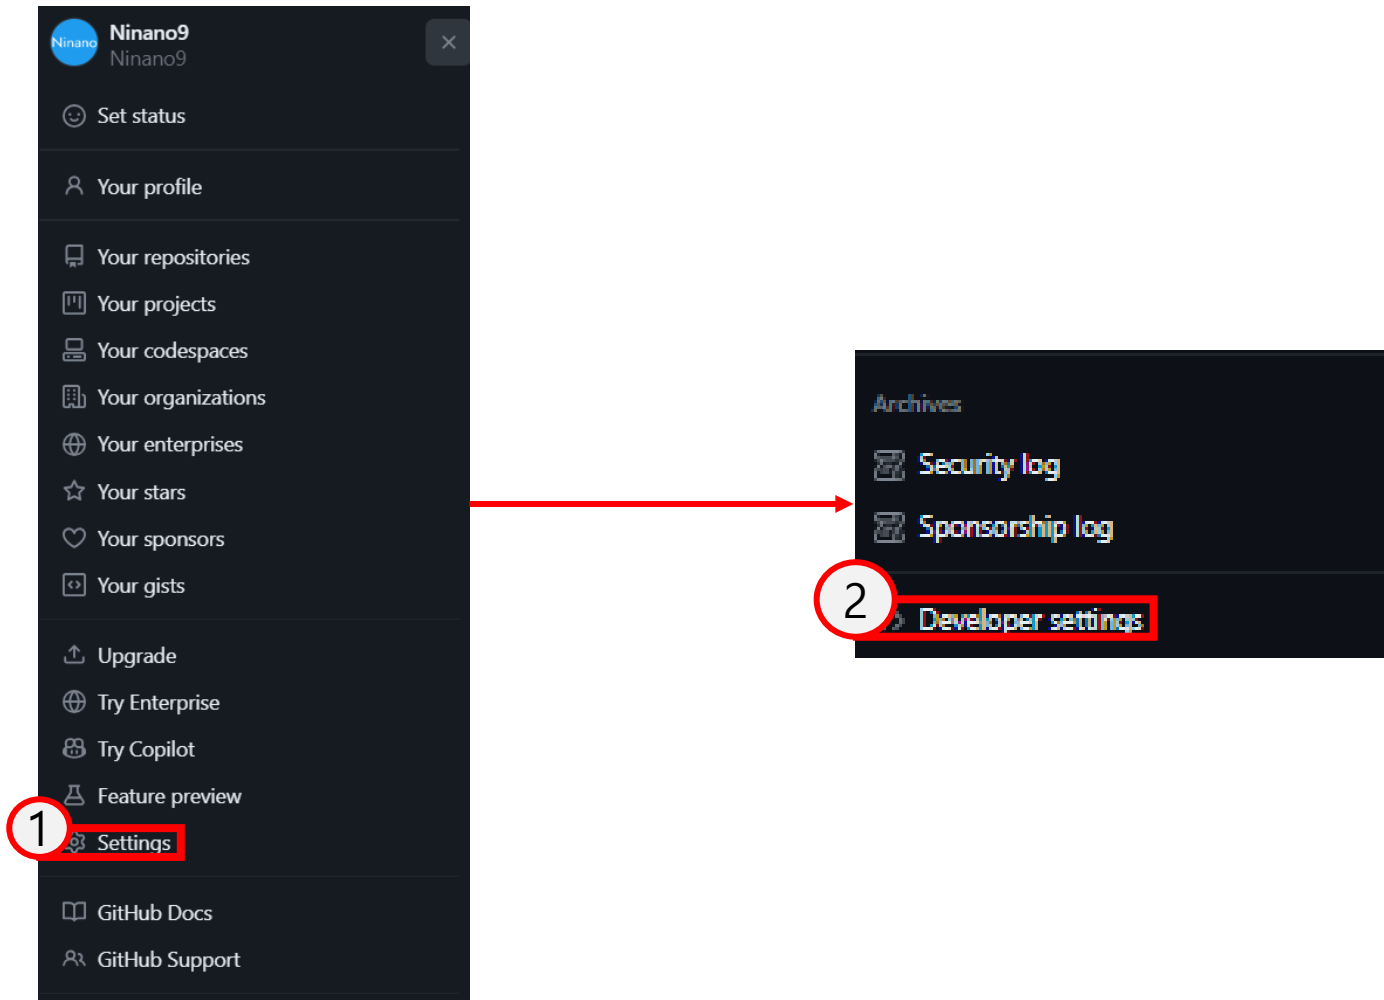 Ninano
Ninano9
Ninano9
Set status
Your profile
Your repositories
Your projects
Your codespaces
Your organizations
Your enterprises
Your stars
Your sponsors
Your gists
Upgrade
Try Enterprise
Try Copilot
Feature preview
1
Settings
GitHub Docs
GitHub Support
Archives
Security log
Sponsorship log
2
Developer settings